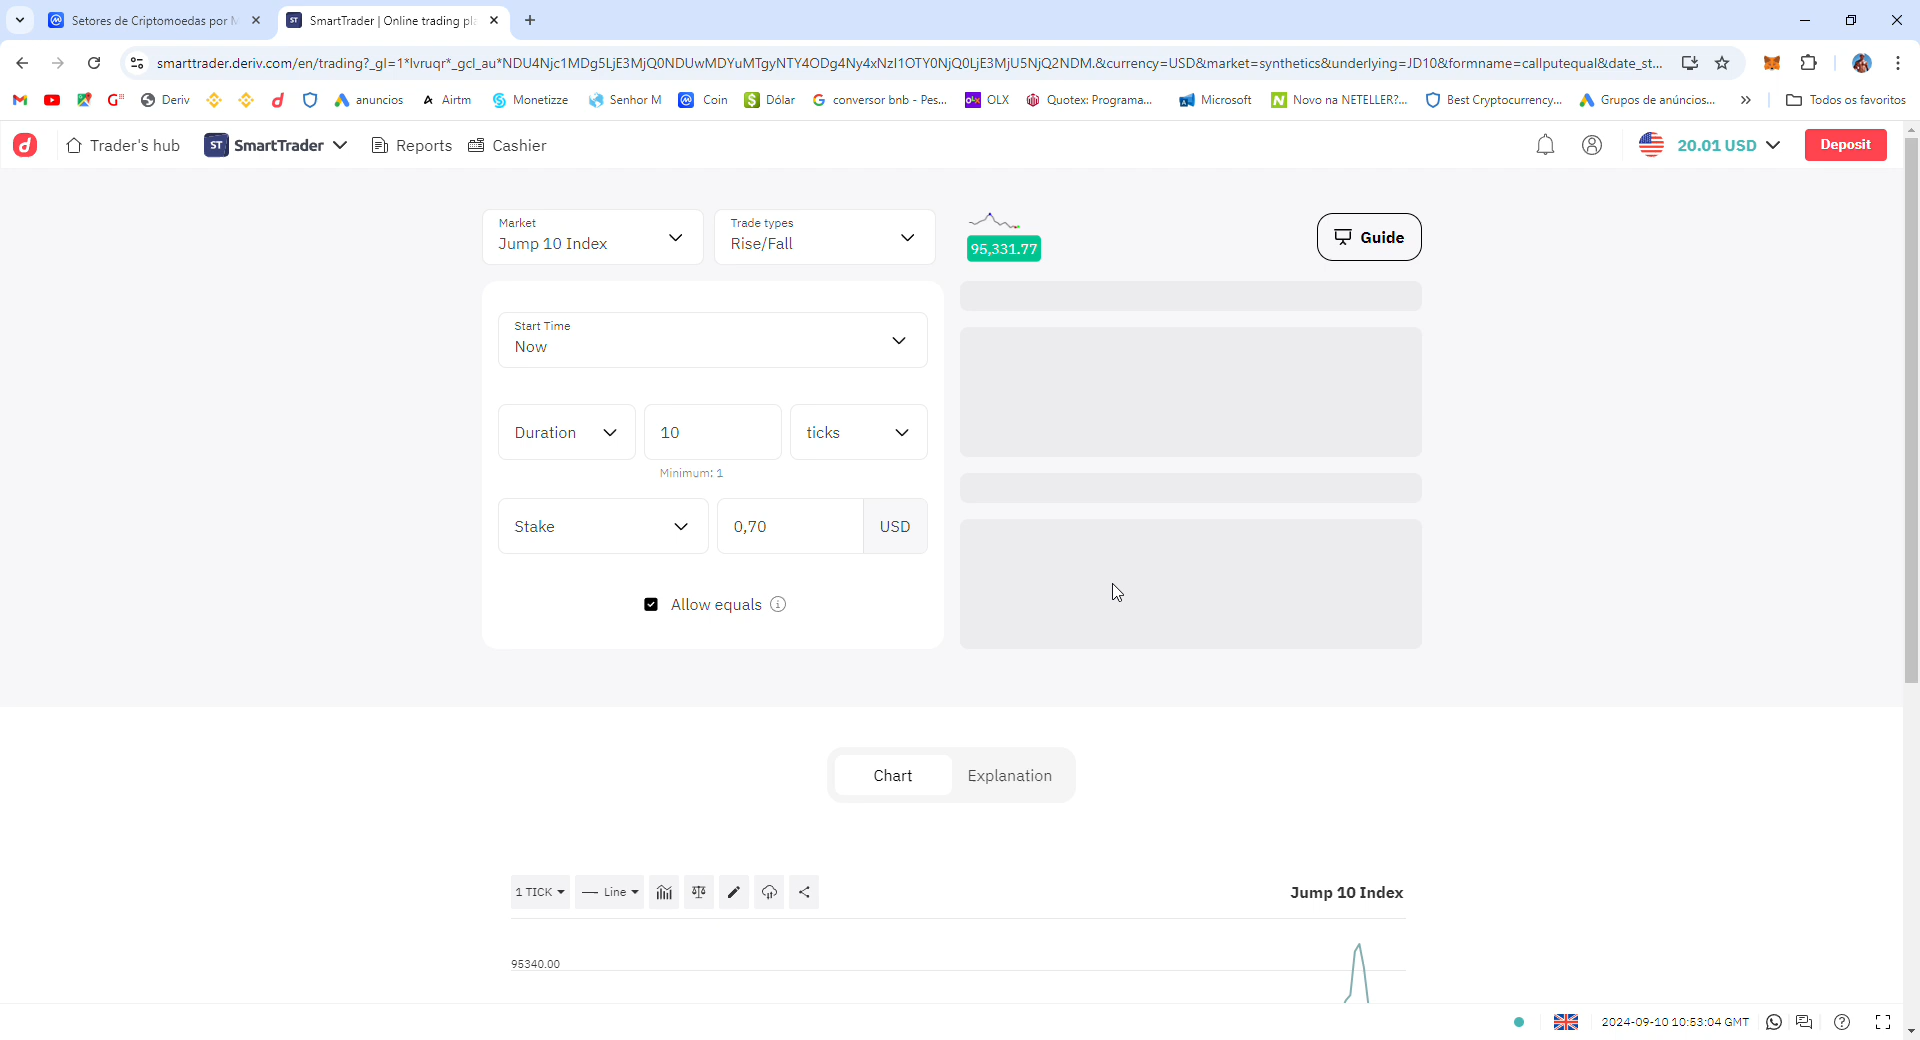 Setores de Criptomoedas por M
SmartTrader | Online trading pla
smarttrader.deriv.com/en/trading?_gl=1*lvruqr*_gcl_au*NDU4Njc1MDg5LjE3MjQ0NDUwMDYuMTgyNTY4ODg4Ny4xNzI1OTY0NjQ0LjE3MjU5NjQ2NDM.&currency=USD&market=synthetics&underlying=JD10&formname=callputequal&date_st...
Deriv
anuncios
Airtm
Monetizze
Senhor M
Coin
Dólar
conversor bnb - Pes...
OLX
Quotex: Programa...
Microsoft
Novo na NETELLER?...
Best Cryptocurrency...
Grupos de anúncios...
Todos os favoritos
Trader's hub
ST
SmartTrader
Reports
Cashier
20.01 USD
Deposit
Market
Jump 10 Index
Trade types
Rise/Fall
95,331.77
Guide
Start Time
Now
Duration
10
ticks
Minimum: 1
Stake
0,70
USD
Allow equals
Chart
Explanation
1 TICK
Line
Jump 10 Index
95340.00
2024-09-10 10:53:04 GMT